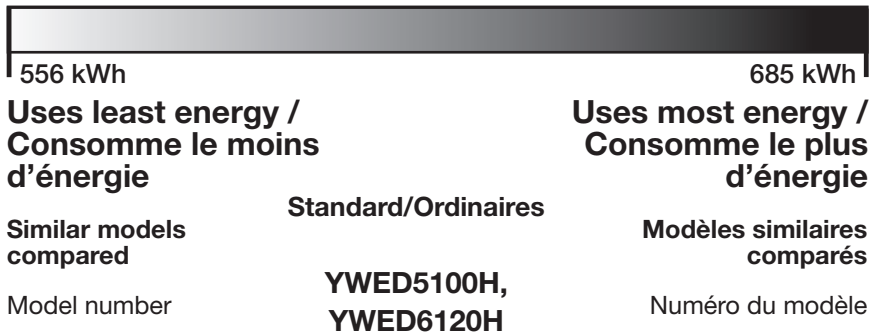 556 kWh 685 kWh
Uses least energy /
Consomme le moins
d'énergie
Uses most energy /
Consomme le plus
d'énergie
Standard/Ordinaires
Similar models
compared
Modèles similaires
comparés
Model number
YWED5100H,
YWED6120H
Numéro du modèle